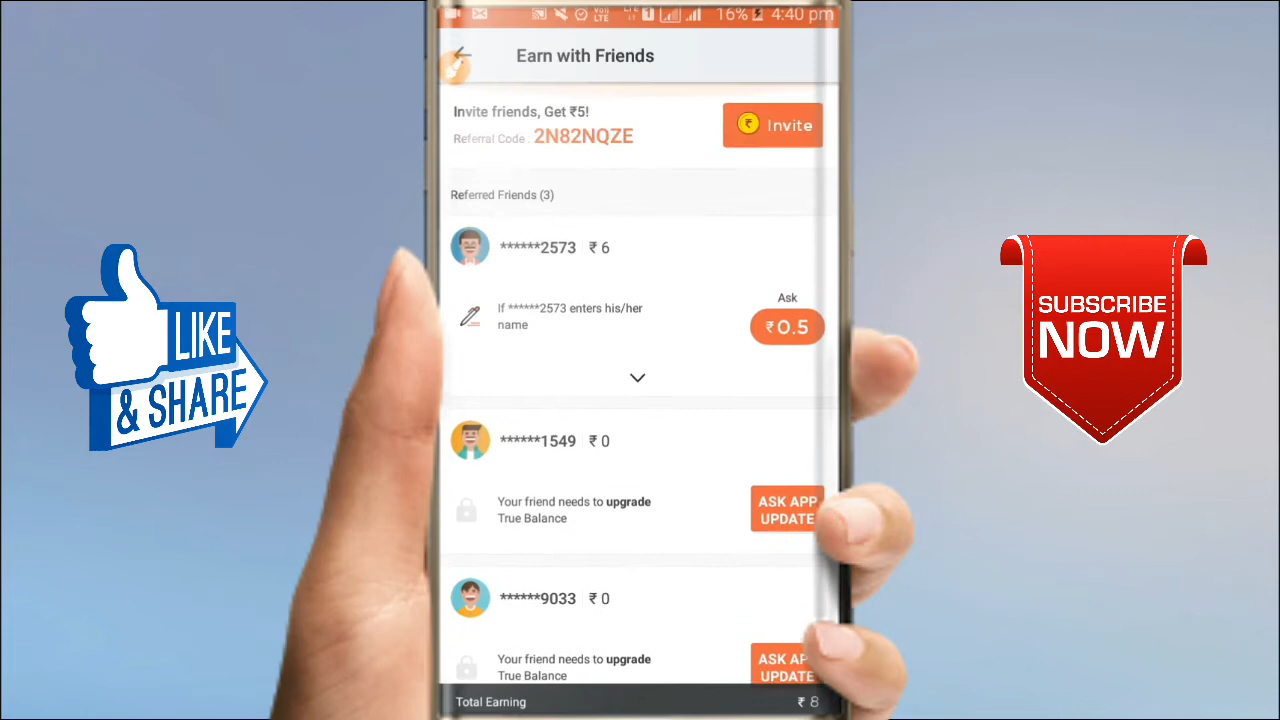 16% 4:40 pm
Earn with Friends
Invite friends, Get ₹5!
Referral Code : 2N82NQZE
Invite
Referred Friends (3)
******2573 ₹ 6
If ******2573 enters his/her
name
Ask
₹0.5
******1549 ₹ 0
Your friend needs to upgrade
True Balance
ASK APP
UPDATE
******9033 ₹ 0
Your friend needs to upgrade
True Balance
ASK AP
UPDATE
Total Earning ₹ 8
LIKE
& SHARE
SUBSCRIBE
NOW